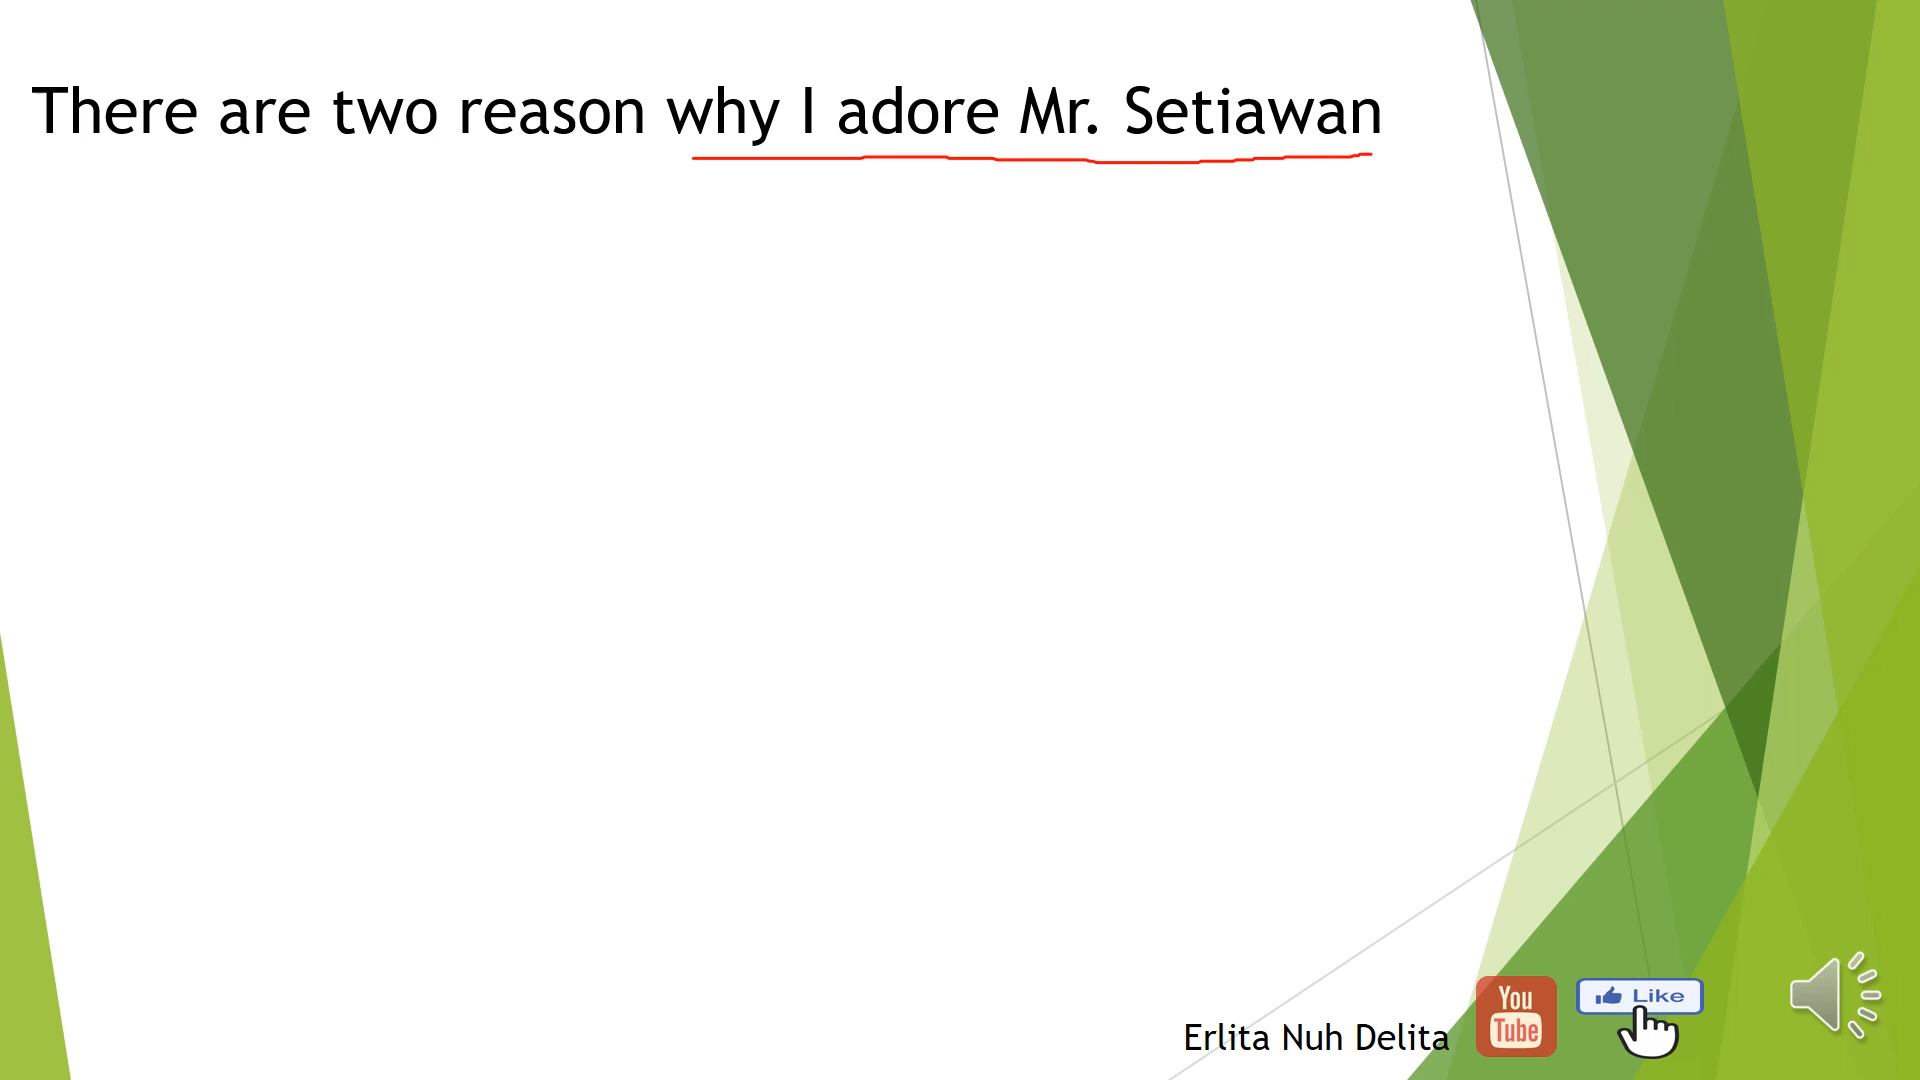 There are two reason why I adore Mr. Setiawan
Erlita Nuh Delita
You
Tube
Like